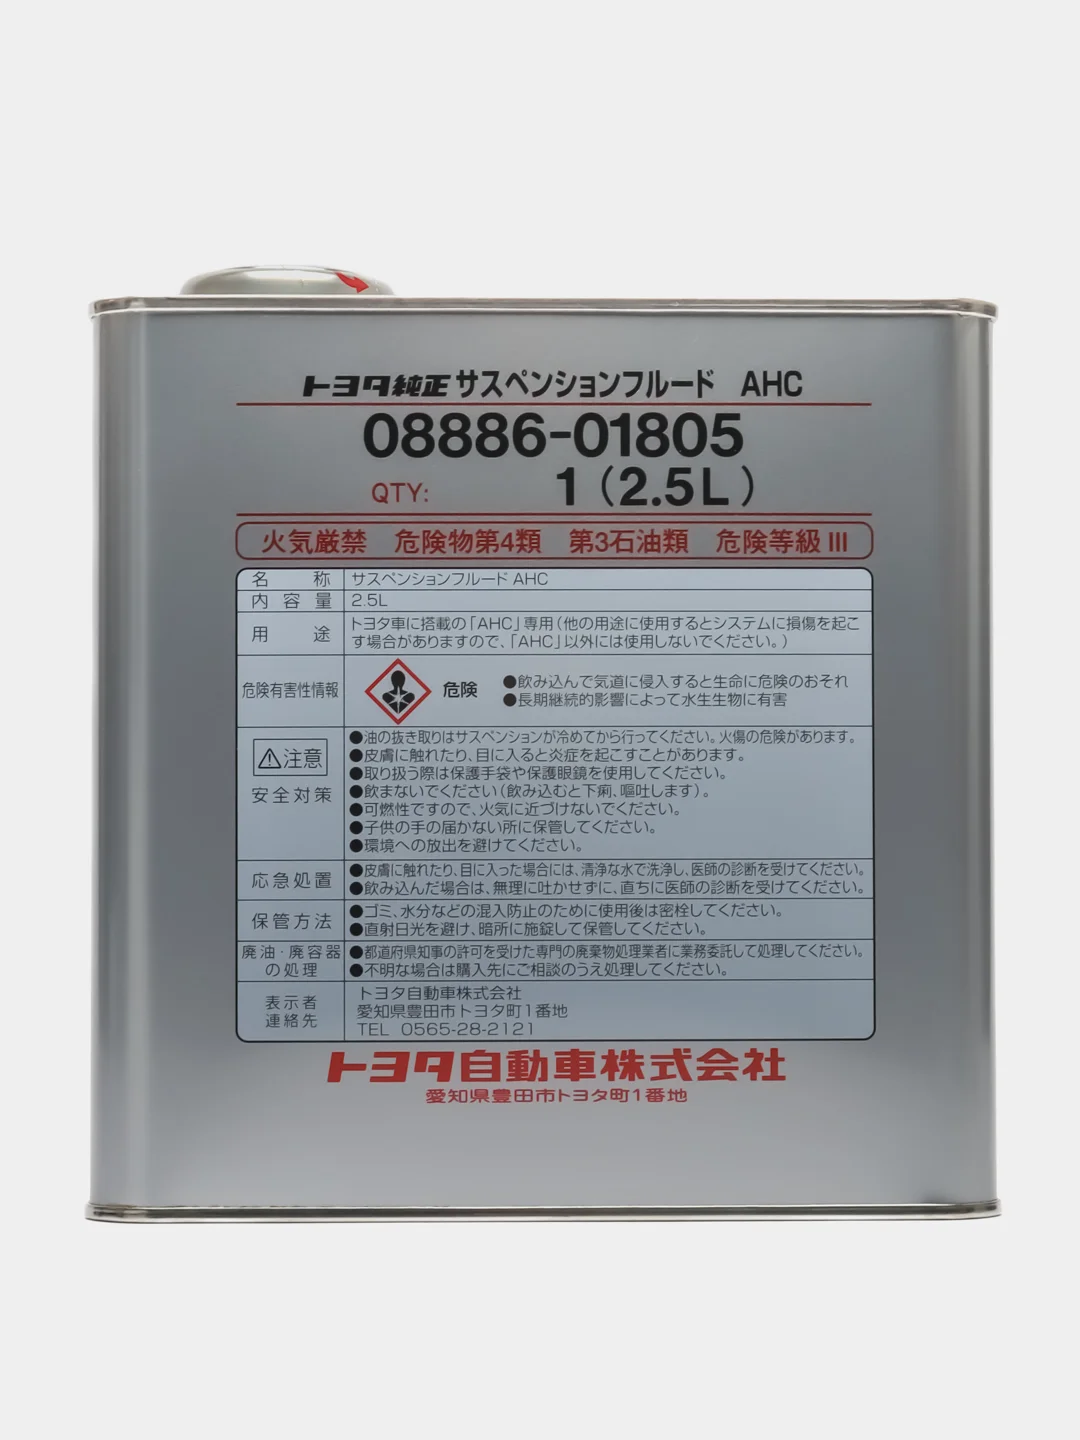 トヨタ純正 サスペンションフルード AHC
08886-01805
QTY: 1(2.5L)
火気厳禁 危険物第4類 第3石油類 危険等級 III
名称 サスペンションフルード AHC
内容量 2.5L
用途 トヨタ車に搭載の「AHC」専用(他の用途に使用するとシステムに損傷を起こ
す場合がありますので、「AHC」以外には使用しないでください。)
危険有害性情報 危険 ●飲み込んで気道に侵入すると生命に危険のおそれ
●長期継続的影響によって水生生物に有害
⚠注意
安全対策
●油の抜き取りはサスペンションが冷めてから行ってください。火傷の危険があります。
●皮膚に触れたり、目に入ると炎症を起こすことがあります。
●取り扱う際は保護手袋や保護眼鏡を使用してください。
●飲まないでください(飲み込むと下痢、嘔吐します)。
●可燃性ですので、火気に近づけないでください。
●子供の手の届かない所に保管してください。
●環境への放出を避けてください。
応急処置 ●皮膚に触れたり、目に入った場合には、清浄な水で洗浄し、医師の診断を受けてください。
●飲み込んだ場合は、無理に吐かせずに、直ちに医師の診断を受けてください。
保管方法 ●ゴミ、水分などの混入防止のために使用後は密栓してください。
●直射日光を避け、暗所に施錠して保管してください。
廃油・廃容器
の処理
●都道府県知事の許可を受けた専門の廃棄物処理業者に業務委託して処理してください。
●不明な場合は購入先にご相談のうえ処理してください。
表示者
連絡先
トヨタ自動車株式会社
愛知県豊田市トヨタ町1番地
TEL 0565-28-2121
トヨタ自動車株式会社
愛知県豊田市トヨタ町1番地